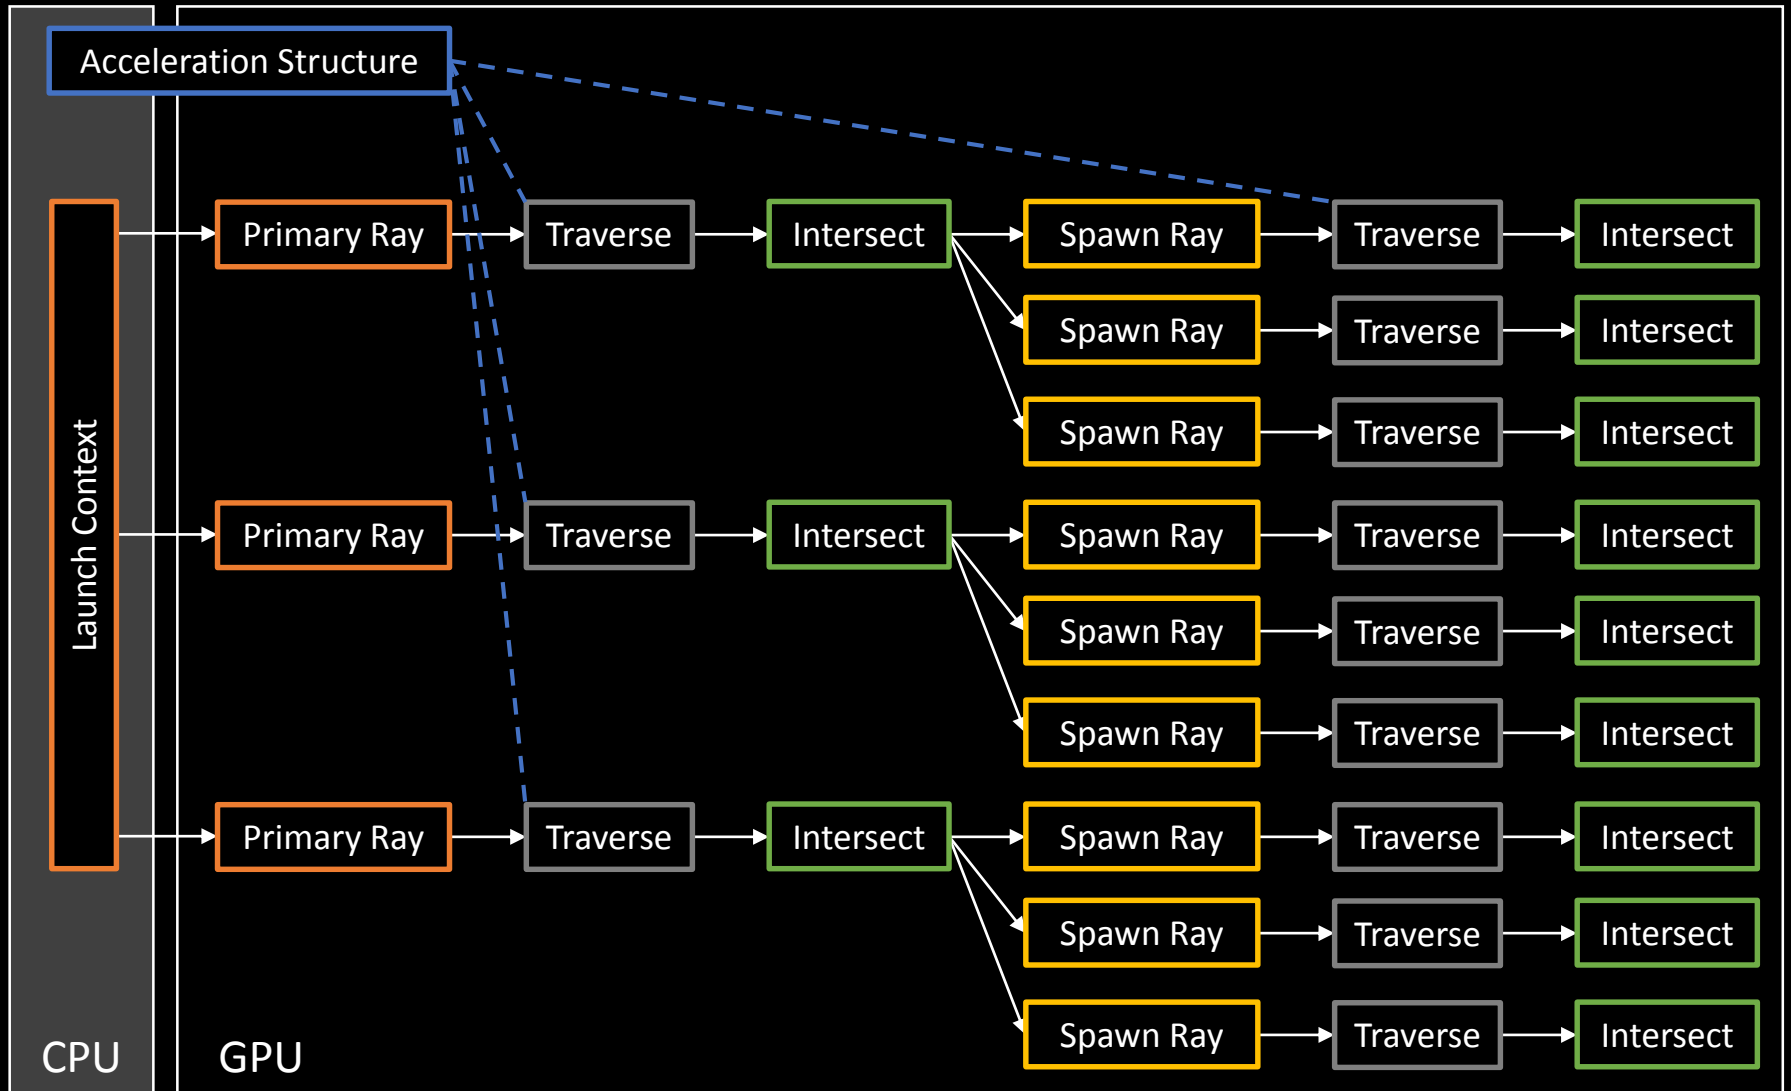 Acceleration Structure
Launch Context
Primary Ray
Traverse
Intersect
Spawn Ray
Traverse
Intersect
Spawn Ray
Traverse
Intersect
Spawn Ray
Traverse
Intersect
Primary Ray
Traverse
Intersect
Spawn Ray
Traverse
Intersect
Spawn Ray
Traverse
Intersect
Spawn Ray
Traverse
Intersect
Primary Ray
Traverse
Intersect
Spawn Ray
Traverse
Intersect
Spawn Ray
Traverse
Intersect
Spawn Ray
Traverse
Intersect
CPU
GPU